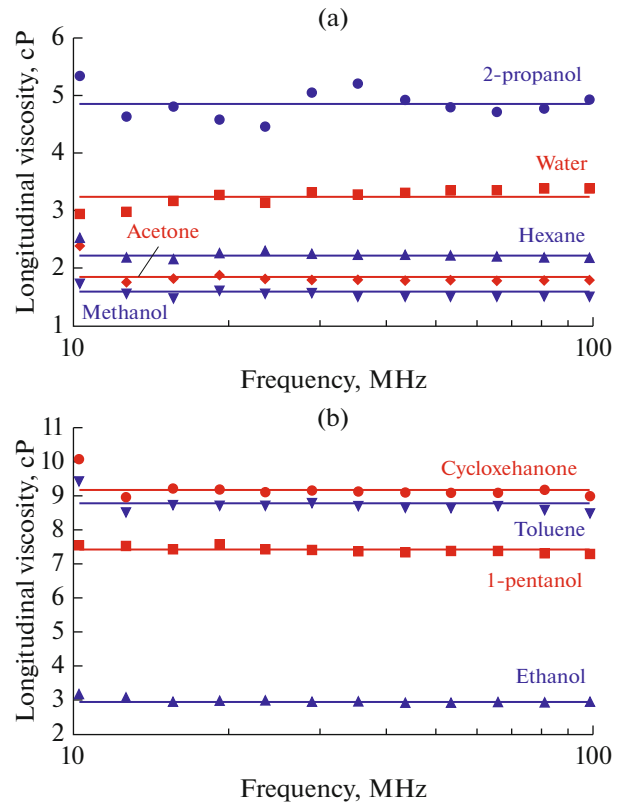 (a)
Longitudinal viscosity, cP
6
5
4
3
2
1
2-propanol
Water
Acetone
Hexane
Methanol
10
100
Frequency, MHz
(b)
Longitudinal viscosity, cP
11
10
9
8
7
6
5
4
3
2
Cycloxehanone
Toluene
1-pentanol
Ethanol
10
100
Frequency, MHz